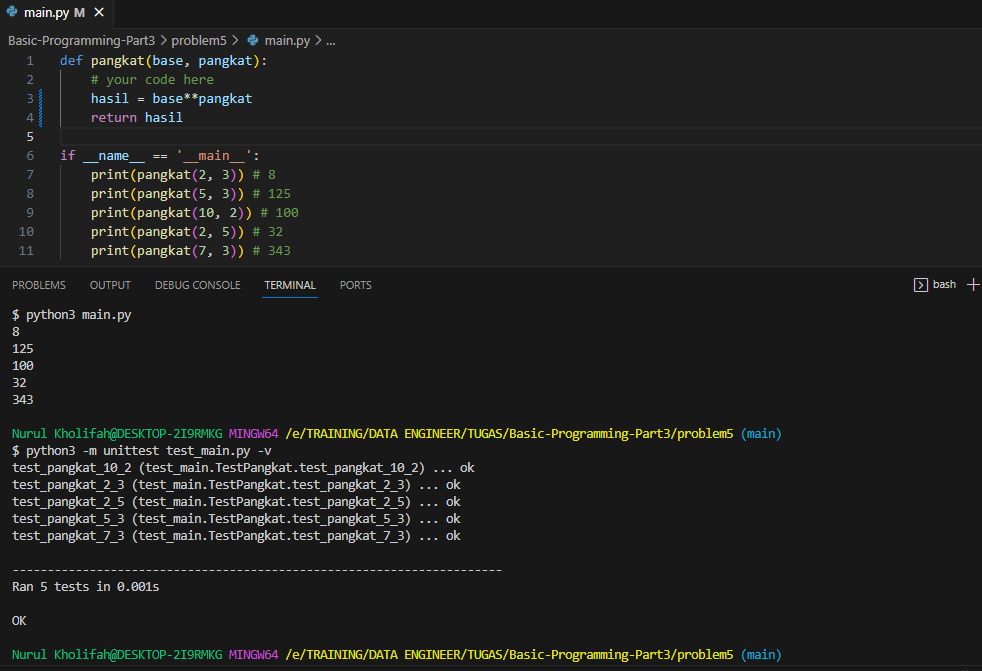 main.py M ×
Basic-Programming-Part3 > problem5 > main.py > ...
1 def pangkat(base, pangkat):
2     # your code here
3     hasil = base**pangkat
4     return hasil
5
6 if __name__ == '__main__':
7     print(pangkat(2, 3)) # 8
8     print(pangkat(5, 3)) # 125
9     print(pangkat(10, 2)) # 100
10     print(pangkat(2, 5)) # 32
11     print(pangkat(7, 3)) # 343
PROBLEMS OUTPUT DEBUG CONSOLE TERMINAL PORTS bash +
$ python3 main.py
8
125
100
32
343
Nurul Kholifah@DESKTOP-2I9RMKG MINGW64 /e/TRAINING/DATA ENGINEER/TUGAS/Basic-Programming-Part3/problem5 (main)
$ python3 -m unittest test_main.py -v
test_pangkat_10_2 (test_main.TestPangkat.test_pangkat_10_2) ... ok
test_pangkat_2_3 (test_main.TestPangkat.test_pangkat_2_3) ... ok
test_pangkat_2_5 (test_main.TestPangkat.test_pangkat_2_5) ... ok
test_pangkat_5_3 (test_main.TestPangkat.test_pangkat_5_3) ... ok
test_pangkat_7_3 (test_main.TestPangkat.test_pangkat_7_3) ... ok
----------------------------------------------------------------------
Ran 5 tests in 0.001s
OK
Nurul Kholifah@DESKTOP-2I9RMKG MINGW64 /e/TRAINING/DATA ENGINEER/TUGAS/Basic-Programming-Part3/problem5 (main)